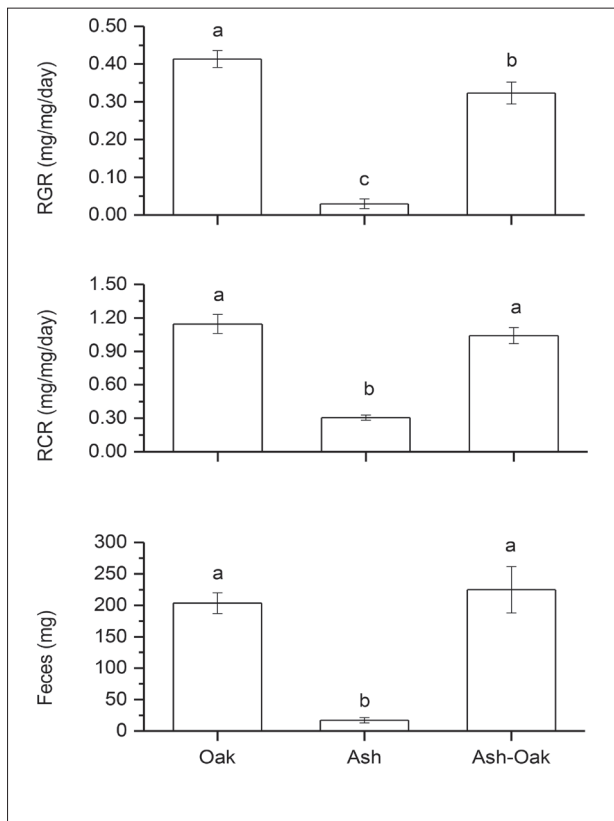 RGR (mg/mg/day)
0.50
0.40
0.30
0.20
0.10
0.00
a
c
b
RCR (mg/mg/day)
1.50
1.20
0.90
0.60
0.30
0.00
a
b
a
Feces (mg)
300
250
200
150
100
50
0
a
b
a
Oak Ash Ash-Oak